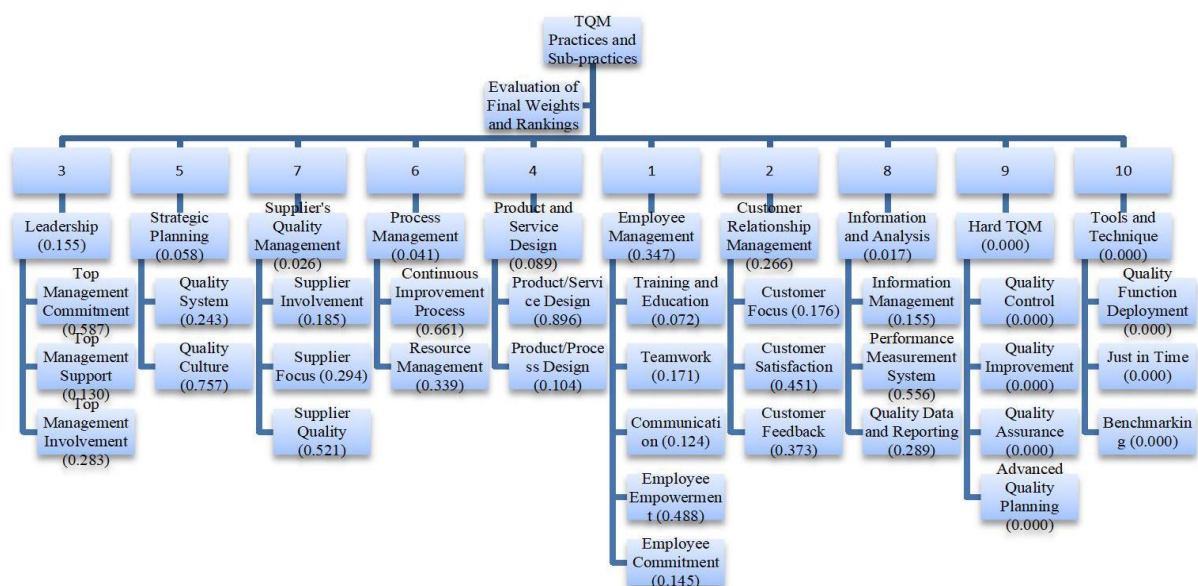 TQM
Practices and
Sub-practices
Evaluation of
Final Weights
and Rankings
3
5
7
6
4
1
2
8
9
10
Leadership
(0.155)
Top
Management
Commitment
(0.587)
Top
Management
Support
(0.130)
Top
Management
Involvement
(0.283)
Strategic
Planning
(0.058)
Quality
System
(0.243)
Quality
Culture
(0.757)
Supplier's
Quality
Management
(0.026)
Supplier
Involvement
(0.185)
Supplier
Focus (0.294)
Supplier
Quality
(0.521)
Process
Management
(0.041)
Continuous
Improvement
Process
(0.661)
Resource
Management
(0.339)
Product and
Service
Design
(0.089)
Product/Servi
ce Design
(0.896)
Product/Proce
ss Design
(0.104)
Employee
Management
(0.347)
Training and
Education
(0.072)
Teamwork
(0.171)
Communicati
on (0.124)
Employee
Empowermen
t (0.488)
Employee
Commitment
(0.145)
Customer
Relationship
Management
(0.266)
Customer
Focus (0.176)
Customer
Satisfaction
(0.451)
Customer
Feedback
(0.373)
Information
and Analysis
(0.017)
Information
Management
(0.155)
Performance
Measurement
System
(0.556)
Quality Data
and Reporting
(0.289)
Hard TQM
(0.000)
Quality
Control
(0.000)
Quality
Improvement
(0.000)
Quality
Assurance
(0.000)
Advanced
Quality
Planning
(0.000)
Tools and
Technique
(0.000)
Quality
Function
Deployment
(0.000)
Just in Time
(0.000)
Benchmarkin
g (0.000)